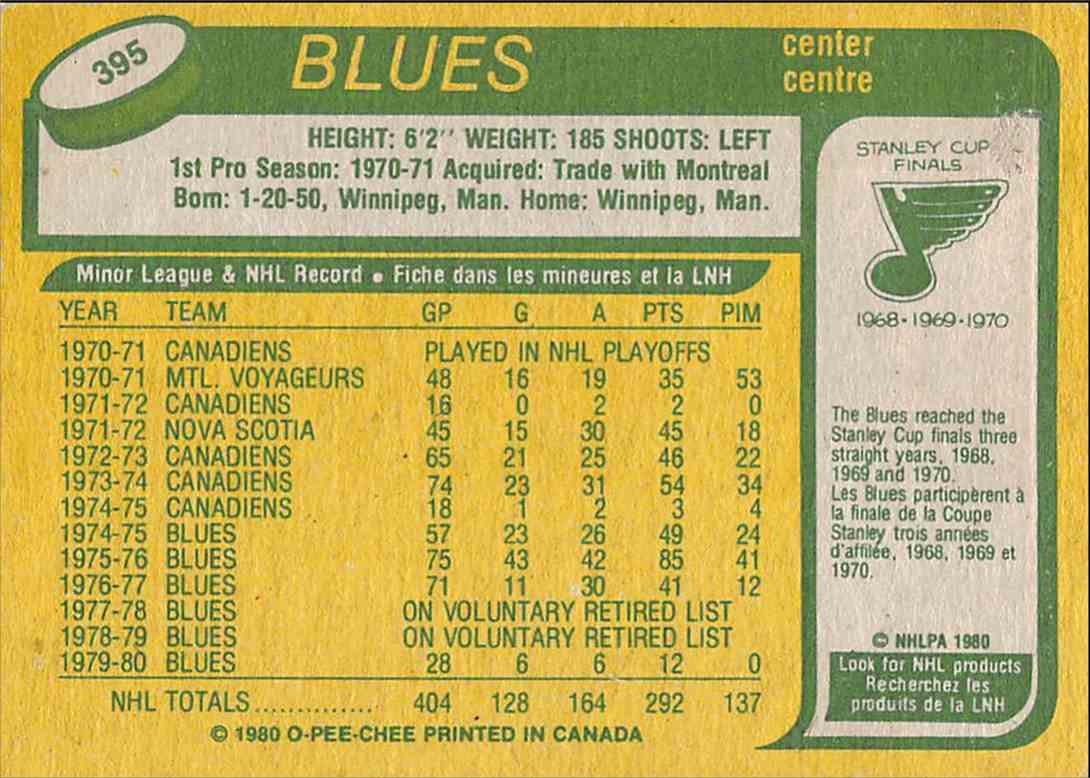 395
BLUES
center
centre
HEIGHT: 6'2'' WEIGHT: 185 SHOOTS: LEFT
1st Pro Season: 1970-71 Acquired: Trade with Montreal
Born: 1-20-50, Winnipeg, Man. Home: Winnipeg, Man.
Minor League & NHL Record • Fiche dans les mineures et la LNH
YEAR TEAM GP G A PTS PIM
1970-71 CANADIENS PLAYED IN NHL PLAYOFFS
1970-71 MTL. VOYAGEURS 48 16 19 35 53
1971-72 CANADIENS 16 0 2 2 0
1971-72 NOVA SCOTIA 45 15 30 45 18
1972-73 CANADIENS 65 21 25 46 22
1973-74 CANADIENS 74 23 31 54 34
1974-75 CANADIENS 18 1 2 3 4
1974-75 BLUES 57 23 26 49 24
1975-76 BLUES 75 43 42 85 41
1976-77 BLUES 71 11 30 41 12
1977-78 BLUES ON VOLUNTARY RETIRED LIST
1978-79 BLUES ON VOLUNTARY RETIRED LIST
1979-80 BLUES 28 6 6 12 0
NHL TOTALS.............. 404 128 164 292 137
© 1980 O-PEE-CHEE PRINTED IN CANADA
STANLEY CUP
FINALS
1968•1969•1970
The Blues reached the
Stanley Cup finals three
straight years, 1968,
1969 and 1970.
Les Blues participèrent à
la finale de la Coupe
Stanley trois années
d'affilée, 1968, 1969 et
1970.
© NHLPA 1980
Look for NHL products
Recherchez les
produits de la LNH